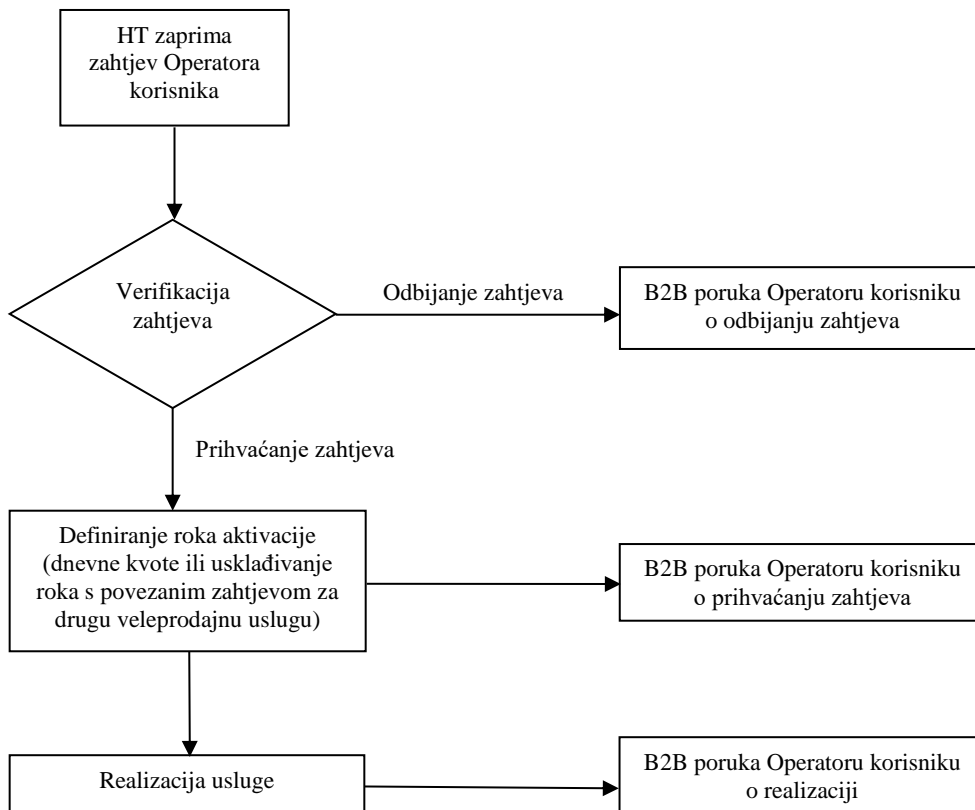 HT zaprima
zahtjev Operatora
korisnika
Verifikacija
zahtjeva
Odbijanje zahtjeva
B2B poruka Operatoru korisniku
o odbijanju zahtjeva
Prihvaćanje zahtjeva
Definiranje roka aktivacije
(dnevne kvote ili usklađivanje
roka s povezanim zahtjevom za
drugu veleprodajnu uslugu)
B2B poruka Operatoru korisniku
o prihvaćanju zahtjeva
Realizacija usluge
B2B poruka Operatoru korisniku
o realizaciji